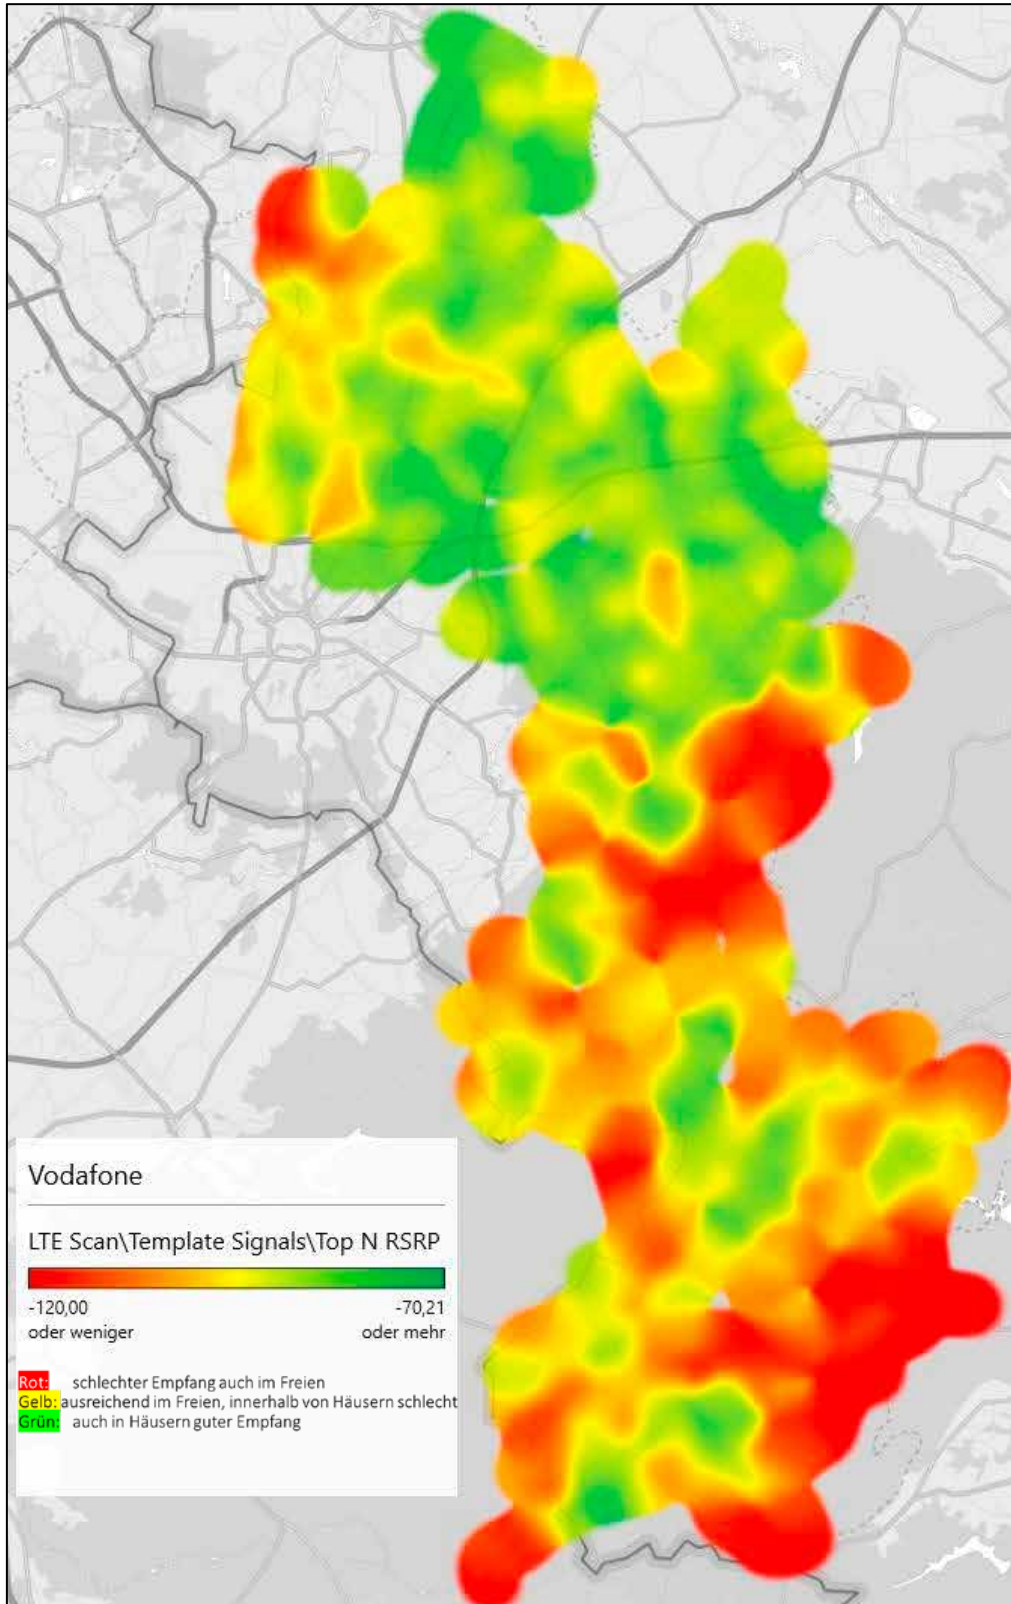 Vodafone
LTE Scan\Template Signals\Top N RSRP
-120,00 -70,21
oder weniger oder mehr
Rot: schlechter Empfang auch im Freien
Gelb: ausreichend im Freien, innerhalb von Häusern schlecht
Grün: auch in Häusern guter Empfang